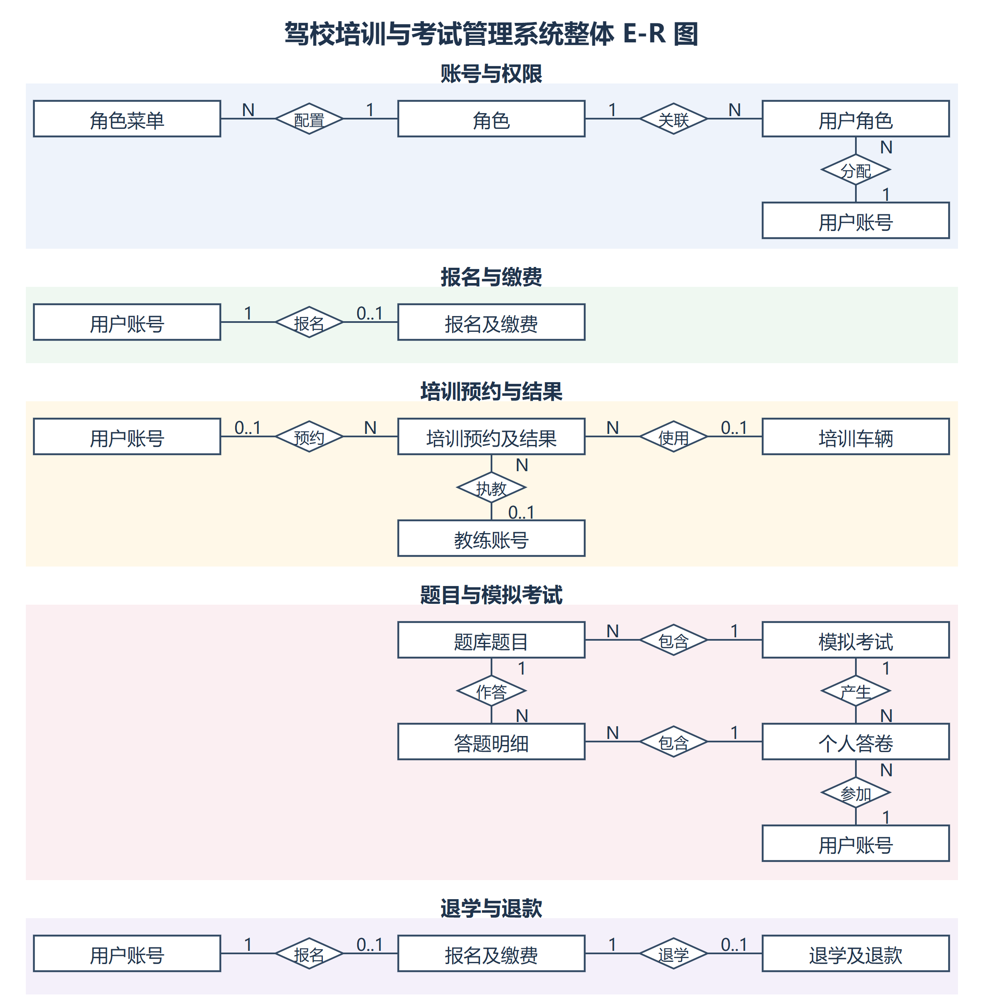 驾校培训与考试管理系统整体 E-R 图
账号与权限
角色菜单 N 配置 1 角色 1 关联 N 用户角色
N
分配
1
用户账号
报名与缴费
用户账号 1 报名 0..1 报名及缴费
培训预约与结果
用户账号 0..1 预约 N 培训预约及结果 N 使用 0..1 培训车辆
N
执教
0..1
教练账号
题目与模拟考试
题库题目 N 包含 1 模拟考试
1 1
作答 产生
N N
答题明细 N 包含 1 个人答卷
N
参加
1
用户账号
退学与退款
用户账号 1 报名 0..1 报名及缴费 1 退学 0..1 退学及退款